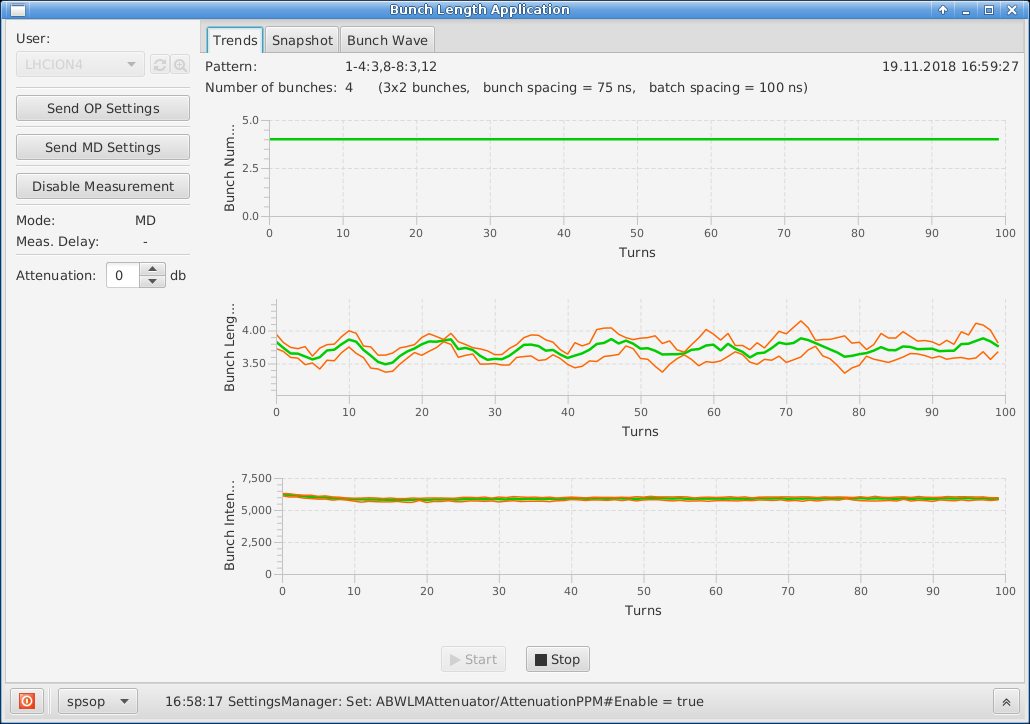 Bunch Length Application
User:
LHCION4
Send OP Settings
Send MD Settings
Disable Measurement
Mode: MD
Meas. Delay: -
Attenuation: 0 db
Trends Snapshot Bunch Wave
Pattern: 1-4:3,8-8:3,12 19.11.2018 16:59:27
Number of bunches: 4 (3x2 bunches, bunch spacing = 75 ns, batch spacing = 100 ns)
Bunch Num...
5.0
2.5
0.0
0 10 20 30 40 50 60 70 80 90 100
Turns
Bunch Leng...
4.00
3.50
0 10 20 30 40 50 60 70 80 90 100
Turns
Bunch Inten...
7,500
5,000
2,500
0
0 10 20 30 40 50 60 70 80 90 100
Turns
Start Stop
spsop 16:58:17 SettingsManager: Set: ABWLMAttenuator/AttenuationPPM#Enable = true